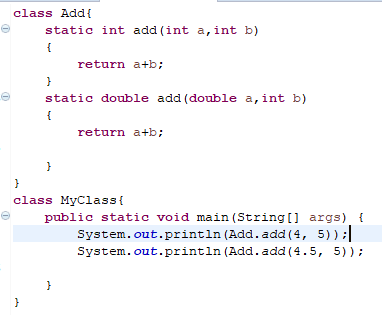 class Add{
static int add(int a,int b)
{
return a+b;
}
static double add(double a,int b)
{
return a+b;
}
}
class MyClass{
public static void main(String[] args) {
System.out.println(Add.add(4, 5));
System.out.println(Add.add(4.5, 5));
}
}